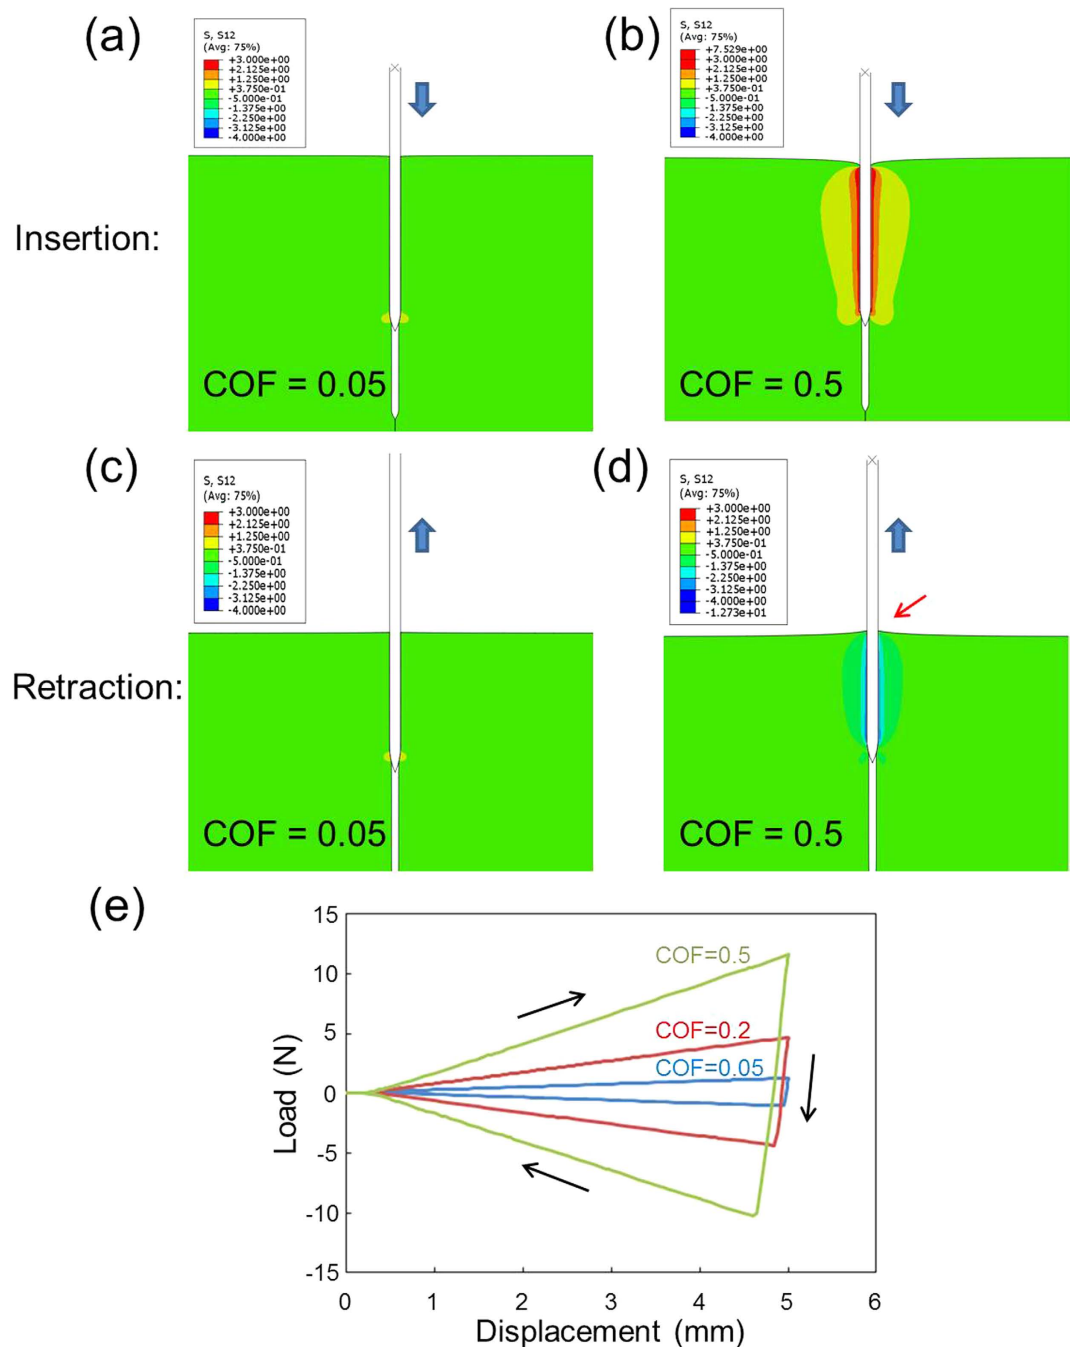 (a)
S, S12
(Avg: 75%)
+3.000e+00
+2.125e+00
+1.250e+00
+3.750e-01
-5.000e-01
-1.375e+00
-2.250e+00
-3.125e+00
-4.000e+00
COF = 0.05
(b)
S, S12
(Avg: 75%)
+7.529e+00
+3.000e+00
+2.125e+00
+1.250e+00
+3.750e-01
-5.000e-01
-1.375e+00
-2.250e+00
-3.125e+00
-4.000e+00
COF = 0.5
Insertion:
(c)
S, S12
(Avg: 75%)
+3.000e+00
+2.125e+00
+1.250e+00
+3.750e-01
-5.000e-01
-1.375e+00
-2.250e+00
-3.125e+00
-4.000e+00
COF = 0.05
(d)
S, S12
(Avg: 75%)
+3.000e+00
+2.125e+00
+1.250e+00
+3.750e-01
-5.000e-01
-1.375e+00
-2.250e+00
-3.125e+00
-4.000e+00
-1.273e+01
COF = 0.5
Retraction:
(e)
15
10
5
0
-5
-10
-15
Load (N)
COF=0.5
COF=0.2
COF=0.05
0 1 2 3 4 5 6
Displacement (mm)